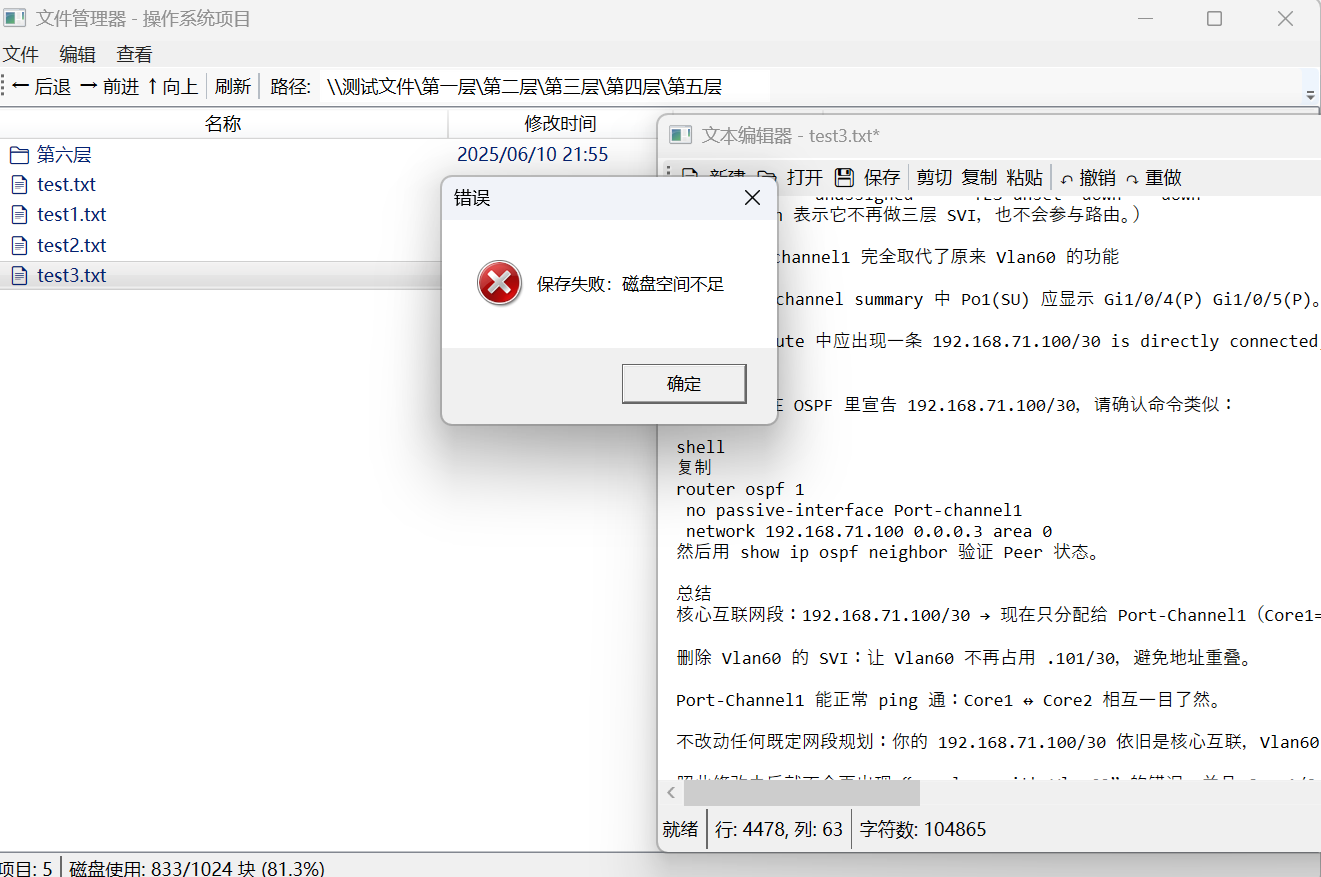 文件管理器 - 操作系统项目
文件 编辑 查看
← 后退 → 前进 ↑ 向上 刷新 路径: \\测试文件\第一层\第二层\第三层\第四层\第五层
名称 修改时间
第六层 2025/06/10 21:55
test.txt
test1.txt
test2.txt
test3.txt
文本编辑器 - test3.txt*
新建 打开 保存 剪切 复制 粘贴 撤销 重做
错误
保存失败：磁盘空间不足
确定
表示它不再做三层 SVI，也不会参与路由。）
channel1 完全取代了原来 Vlan60 的功能
channel summary 中 Po1(SU) 应显示 Gi1/0/4(P) Gi1/0/5(P)。
中应出现一条 192.168.71.100/30 is directly connected,
OSPF 里宣告 192.168.71.100/30，请确认命令类似：
shell
复制
router ospf 1
no passive-interface Port-channel1
network 192.168.71.100 0.0.0.3 area 0
然后用 show ip ospf neighbor 验证 Peer 状态。
总结
核心互联网段：192.168.71.100/30 → 现在只分配给 Port-Channel1（Core1=
删除 Vlan60 的 SVI：让 Vlan60 不再占用 .101/30，避免地址重叠。
Port-Channel1 能正常 ping 通：Core1 ↔ Core2 相互一目了然。
不改动任何既定网段规划：你的 192.168.71.100/30 依旧是核心互联，Vlan60
就绪 行: 4478, 列: 63 字符数: 104865
项目: 5 磁盘使用: 833/1024 块 (81.3%)